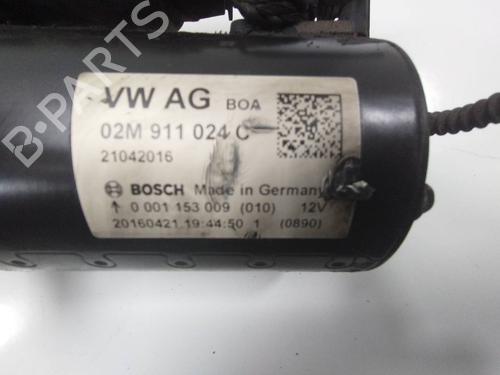 B-PARTS
VW AG BOA
02M 911 024 C
21042016
BOSCH Made in Germany
0 001 153 009 (010) 12V
20160421 19:44:50 1 (0890)